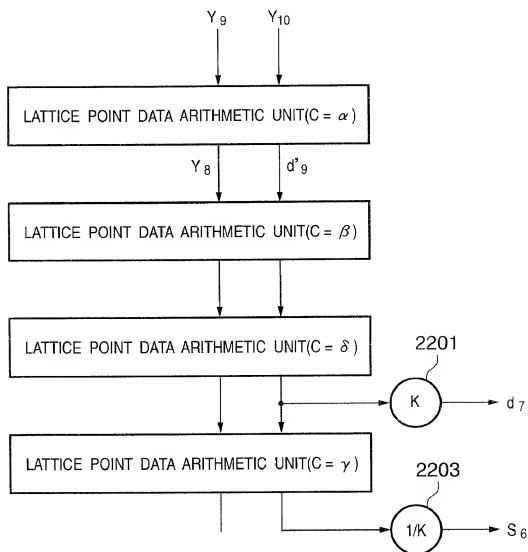 Y9 Y10
LATTICE POINT DATA ARITHMETIC UNIT(C = α)
Y8 d'9
LATTICE POINT DATA ARITHMETIC UNIT(C = β)
LATTICE POINT DATA ARITHMETIC UNIT(C = δ)
2201
K d7
LATTICE POINT DATA ARITHMETIC UNIT(C = γ)
2203
1/K S6